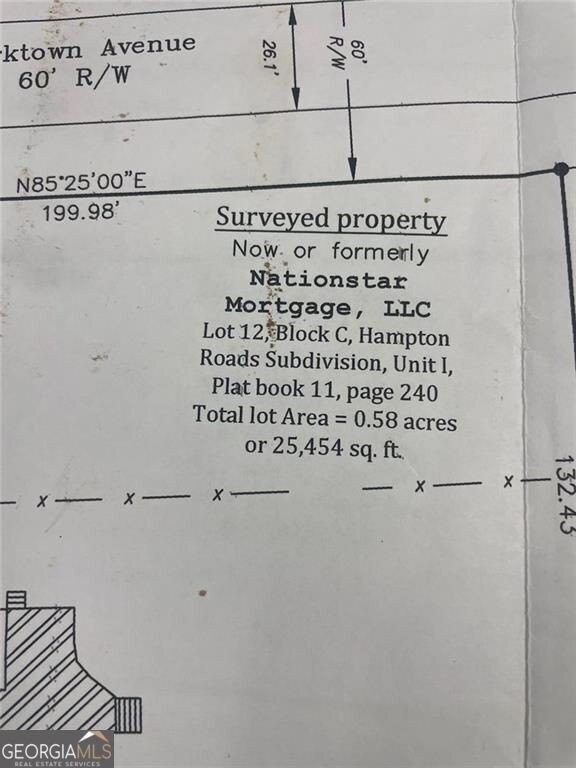 rktown Avenue
60' R/W
26.1'
60'
R/W
N85°25'00"E
199.98'
Surveyed property
Now or formerly
Nationstar
Mortgage, LLC
Lot 12, Block C, Hampton
Roads Subdivision, Unit I,
Plat book 11, page 240
Total lot Area = 0.58 acres
or 25,454 sq. ft.
x x x x x
132.43
GEORGIAMLS
REAL ESTATE SERVICES